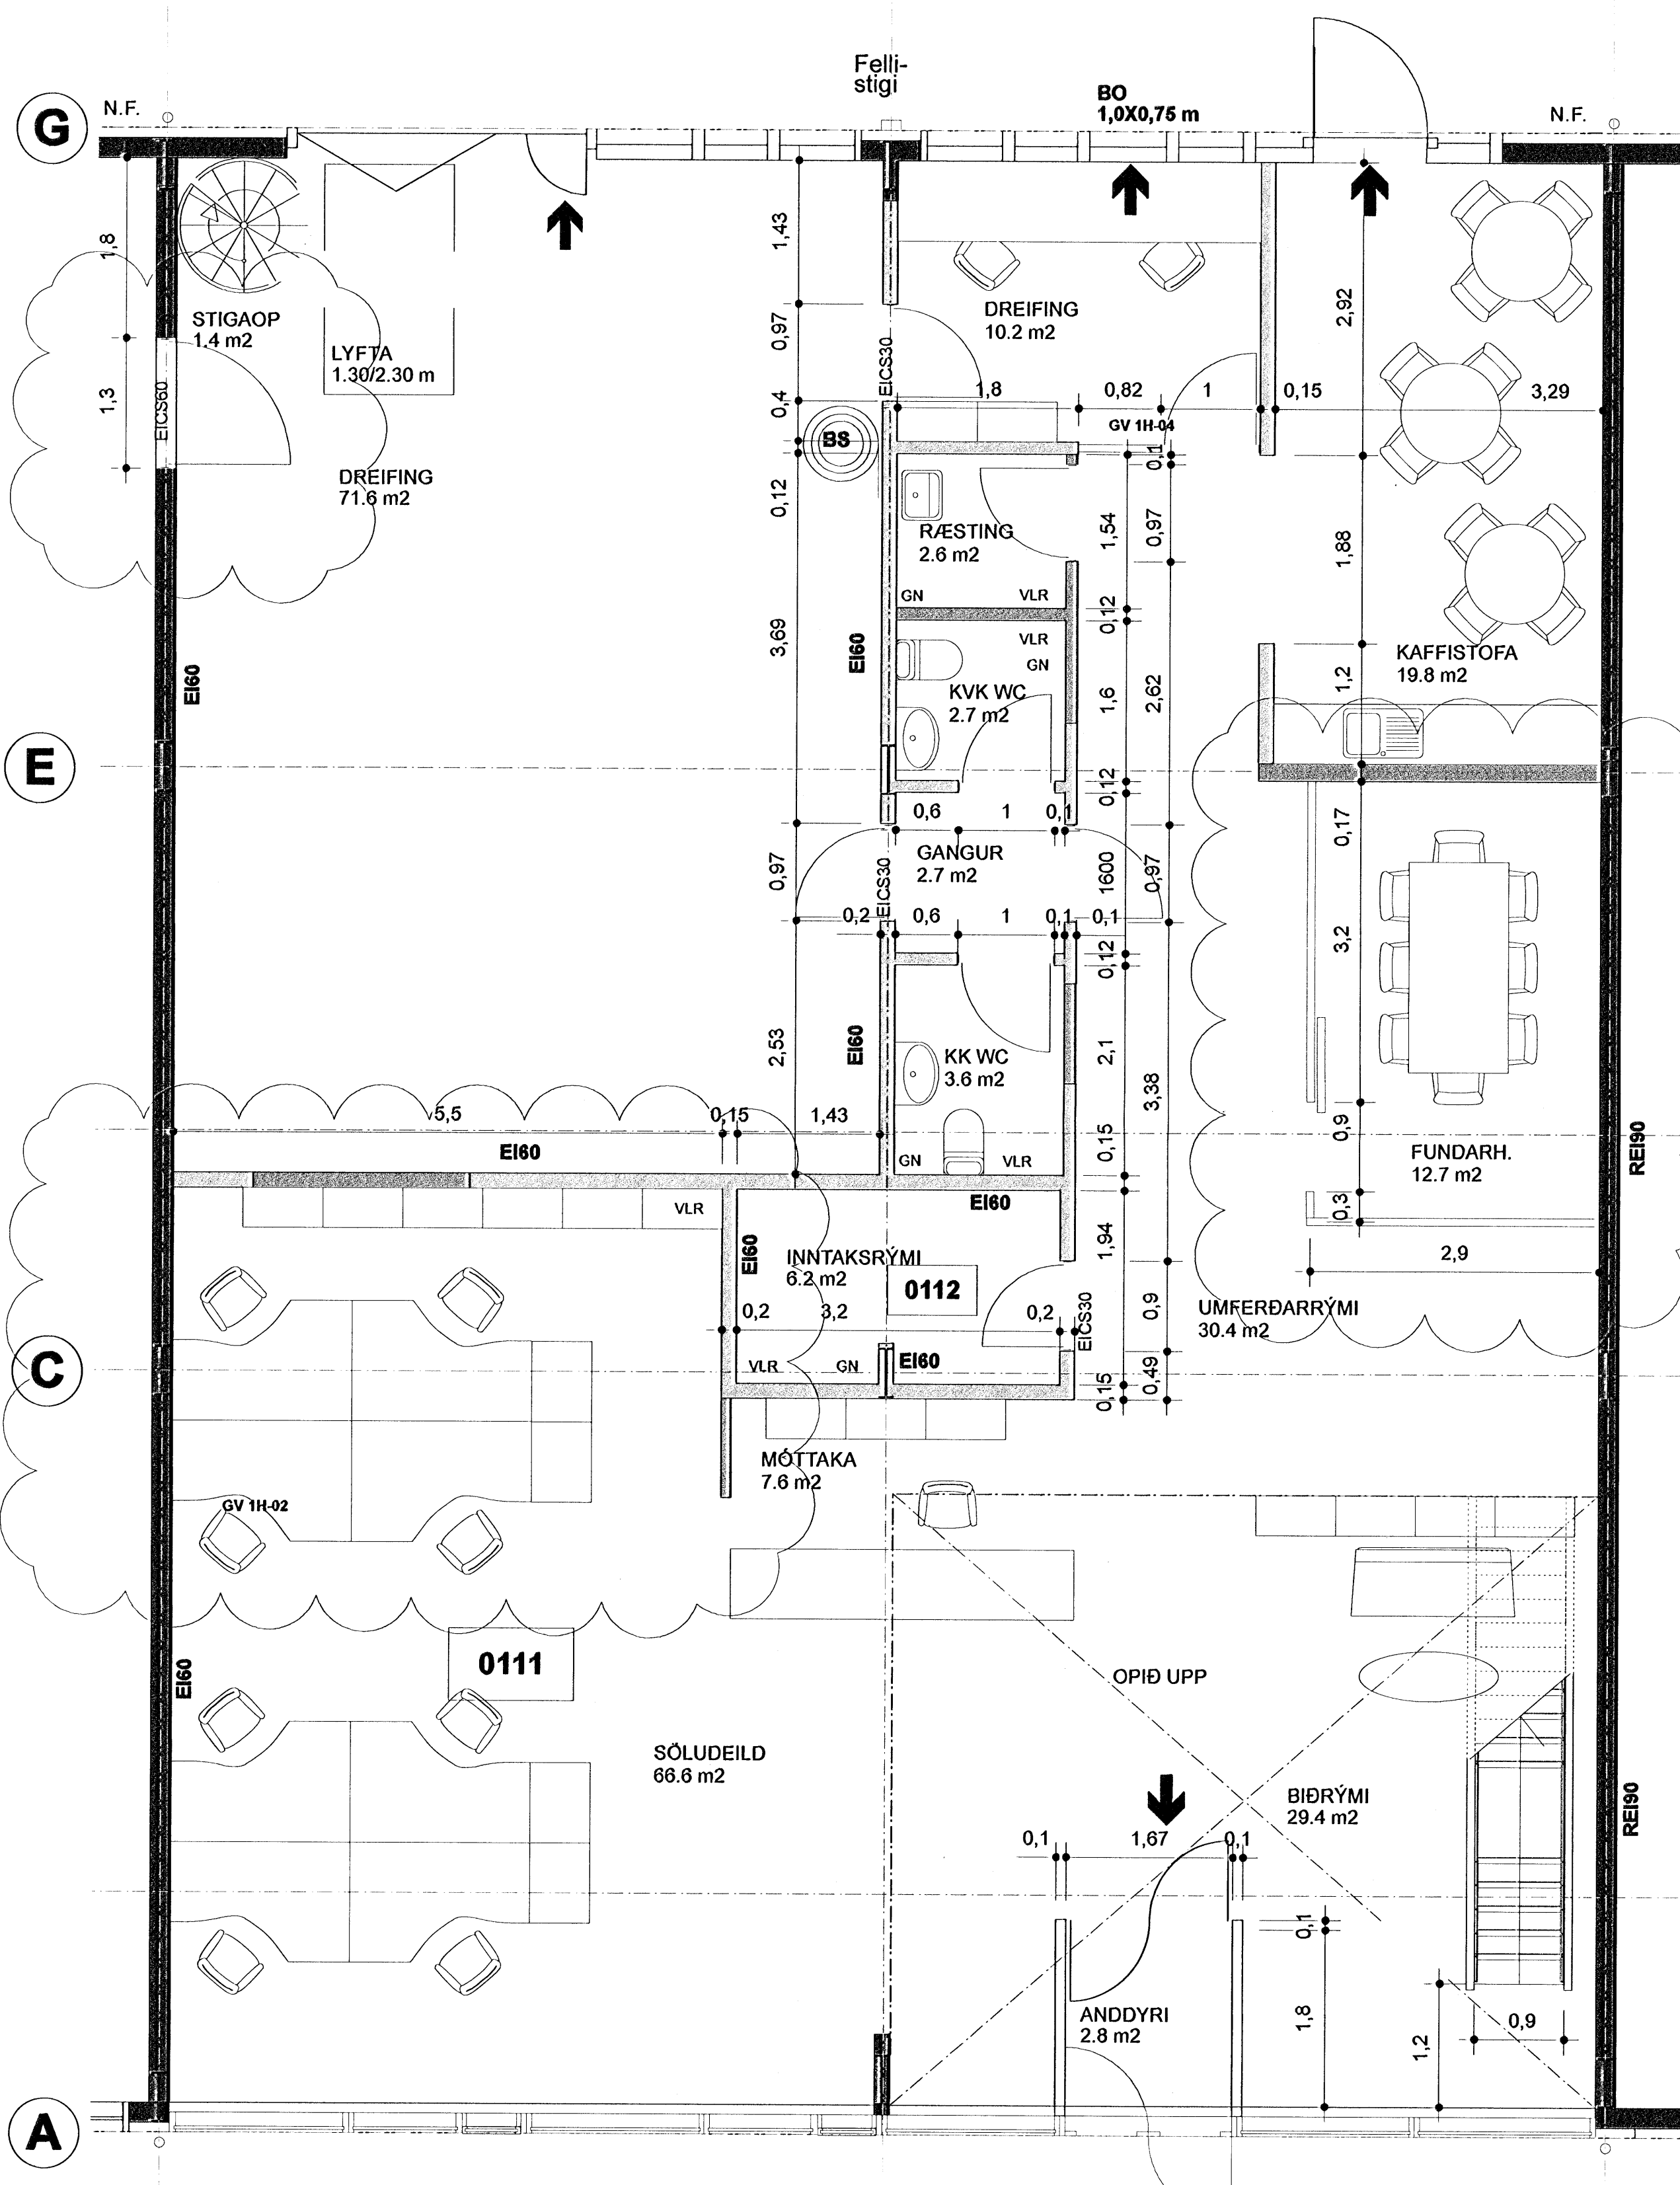 Felli-
stigi
BO
1,0X0,75 m
N.F.
N.F.
G
1,8
1,43
STIGAOP
1.4 m2
LYFTA
1.30/2.30 m
0,97
DREIFING
10.2 m2
2,92
EICS30
1,3
EICS60
0,4
1,8
0,82
1
0,15
3,29
GV 1H-04
BS
0,1
DREIFING
71.6 m2
0,12
RÆSTING
2.6 m2
1,54
0,97
1,88
GN
VLR
0,12
3,69
EI60
EI60
VLR
GN
KVK WC
2.7 m2
1,6
2,62
KAFFISTOFA
19.8 m2
1,2
E
0,12
0,6
1
0,1
0,17
GANGUR
2.7 m2
0,97
EICS30
1600
0,97
0,2
0,6
1
0,1
0,1
3,2
0,12
2,53
EI60
KK WC
3.6 m2
2,1
3,38
5,5
0,15
1,43
0,9
EI60
GN
VLR
0,15
FUNDARH.
12.7 m2
REI90
VLR
EI60
0,3
EI60
INNTAKSRÝMI
6.2 m2
0112
1,94
2,9
0,2
3,2
0,2
EICS30
0,9
UMFERÐARRÝMI
30.4 m2
C
VLR
GN
EI60
0,15
0,49
MÓTTAKA
7.6 m2
GV 1H-02
0111
EI60
OPIÐ UPP
SÖLUDEILD
66.6 m2
BIÐRÝMI
29.4 m2
REI90
0,1
1,67
0,1
0,1
ANDDYRI
2.8 m2
1,8
1,2
0,9
A